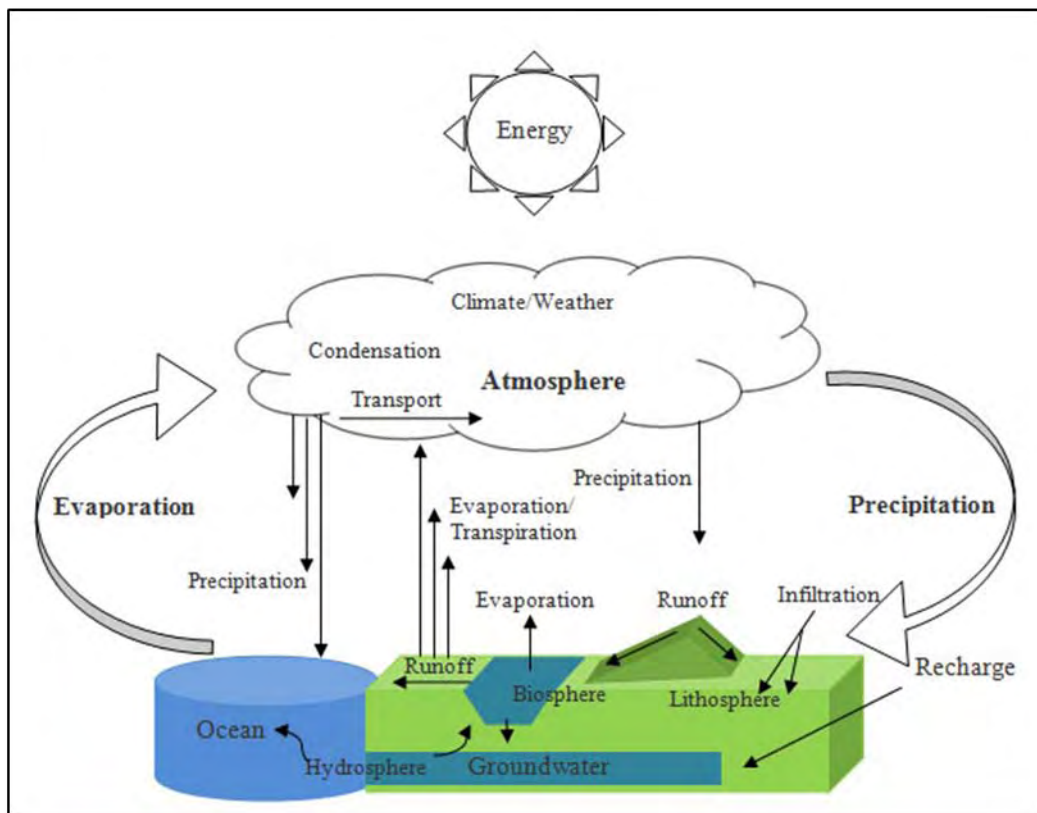 Energy
Climate/Weather
Condensation
Atmosphere
Transport
Evaporation
Precipitation
Evaporation/
Transpiration
Precipitation
Precipitation
Evaporation
Runoff
Infiltration
Runoff
Recharge
Biosphere
Lithosphere
Ocean
Hydrosphere
Groundwater